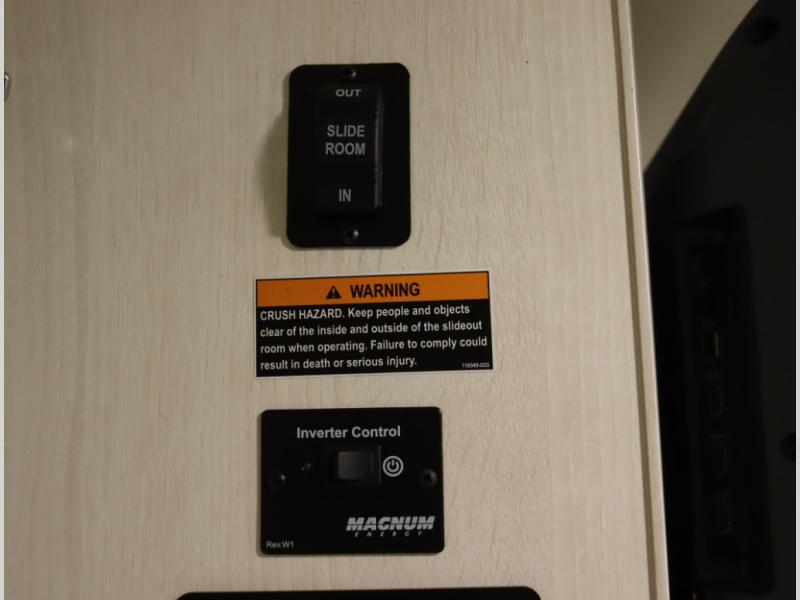 OUT
SLIDE
ROOM
IN
WARNING
CRUSH HAZARD. Keep people and objects
clear of the inside and outside of the slideout
room when operating. Failure to comply could
result in death or serious injury.
116543-02G
Inverter Control
MAGNUM
ENERGY
Rev.W1